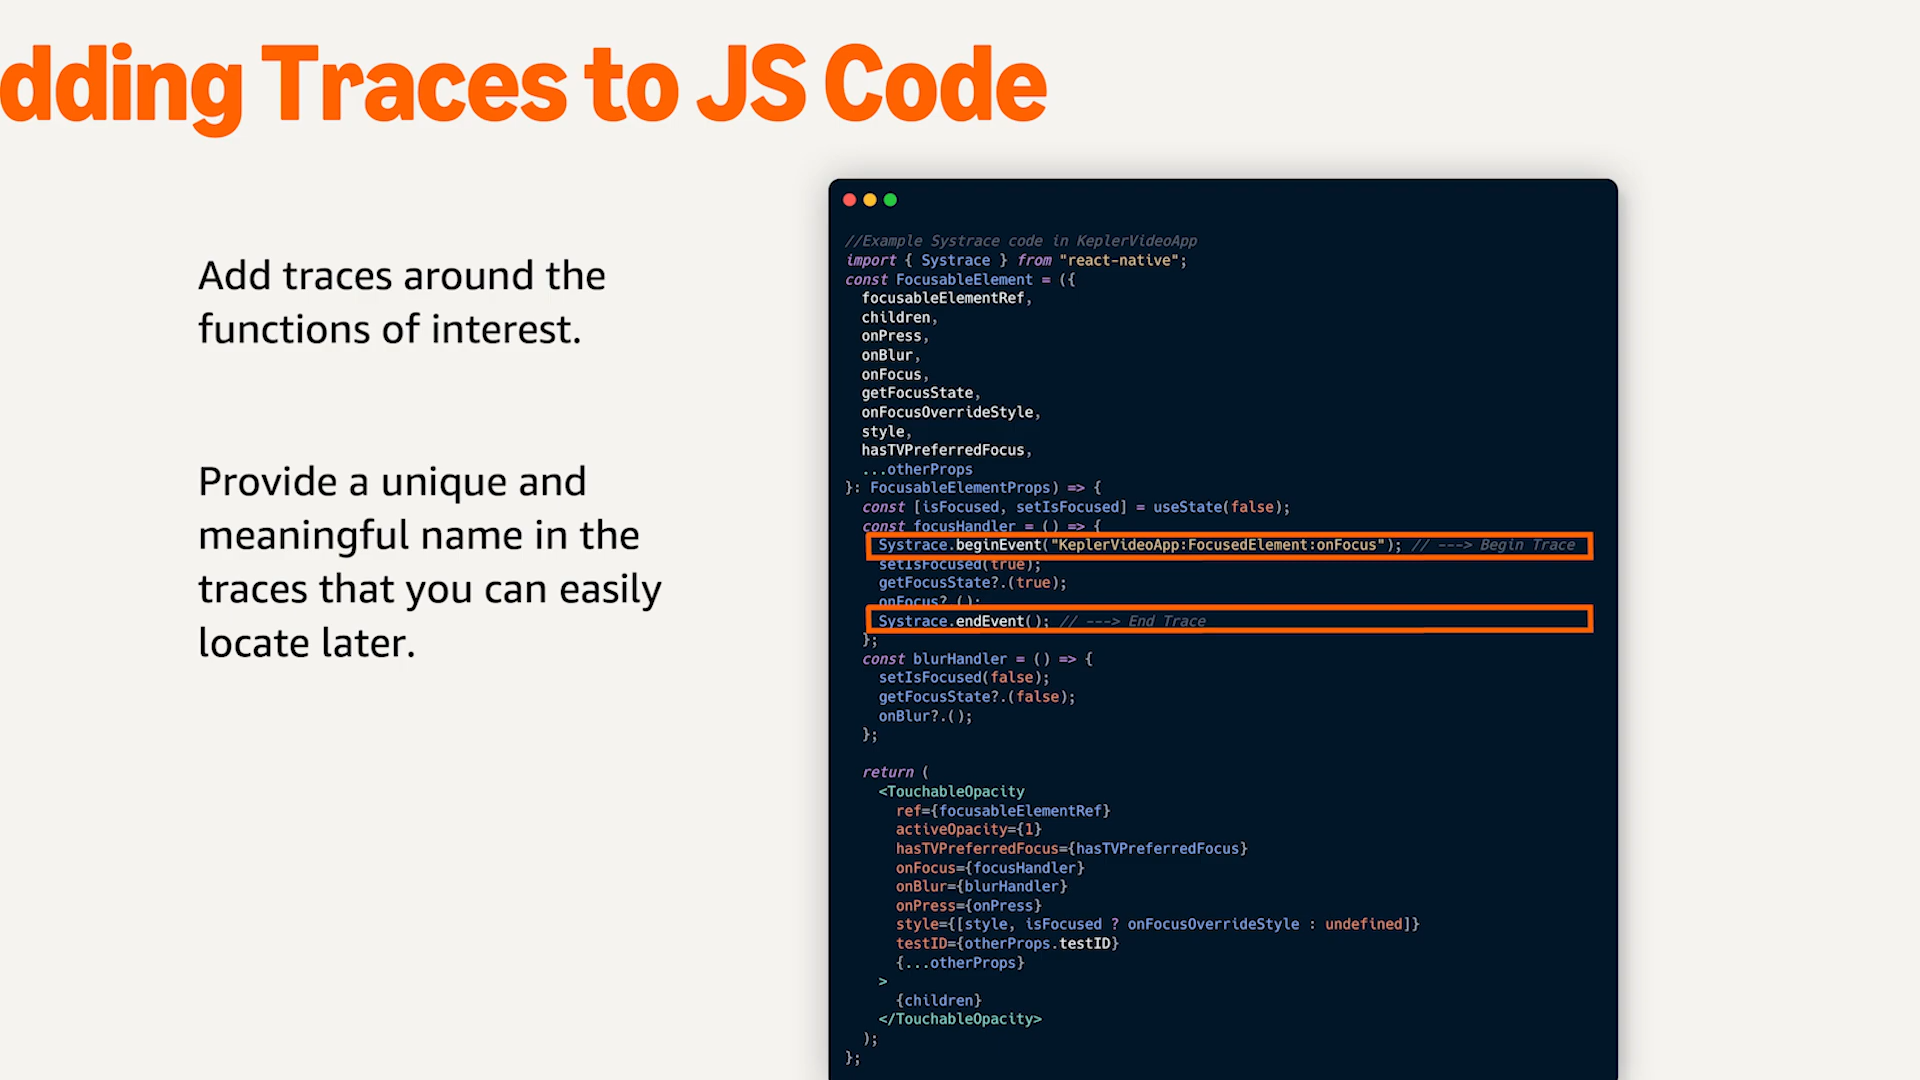 dding Traces to JS Code
Add traces around the
functions of interest.
Provide a unique and
meaningful name in the
traces that you can easily
locate later.
//Example Systrace code in KeplerVideoApp
import { Systrace } from "react-native";
const FocusableElement = ({
  focusableElementRef,
  children,
  onPress,
  onBlur,
  onFocus,
  getFocusState,
  onFocusOverrideStyle,
  style,
  hasTVPreferredFocus,
  ...otherProps
}: FocusableElementProps) => {
  const [isFocused, setIsFocused] = useState(false);
  const focusHandler = () => {
    Systrace.beginEvent("KeplerVideoApp:FocusedElement:onFocus"); // ---> Begin Trace
    setIsFocused(true);
    getFocusState?.(true);
    onFocus?.();
    Systrace.endEvent(); // ---> End Trace
  };
  const blurHandler = () => {
    setIsFocused(false);
    getFocusState?.(false);
    onBlur?.();
  };
  return (
    <TouchableOpacity
      ref={focusableElementRef}
      activeOpacity={1}
      hasTVPreferredFocus={hasTVPreferredFocus}
      onFocus={focusHandler}
      onBlur={blurHandler}
      onPress={onPress}
      style={[style, isFocused ? onFocusOverrideStyle : undefined]}
      testID={otherProps.testID}
      {...otherProps}
    >
      {children}
    </TouchableOpacity>
  );
};